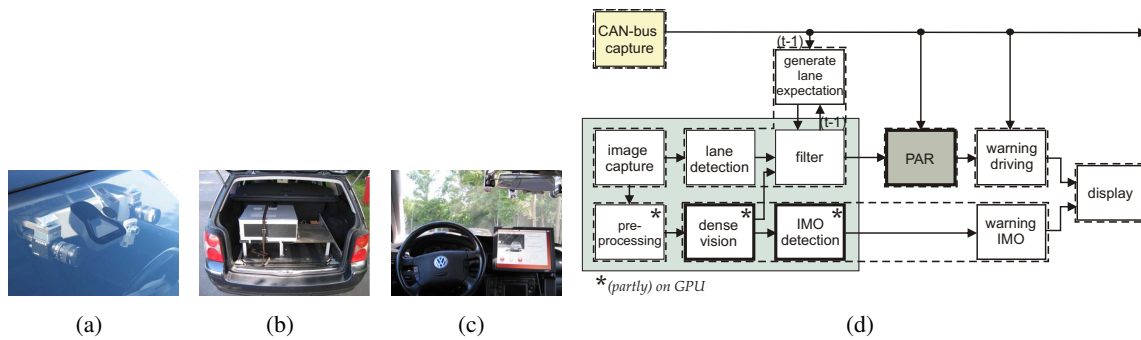 CAN-bus
capture
(t-1)
generate
lane
expectation
(t-1)
image
capture
lane
detection
filter
PAR
warning
driving
display
pre-
processing
*
dense
vision
*
IMO
detection
*
warning
IMO
*(partly) on GPU
(a)
(b)
(c)
(d)